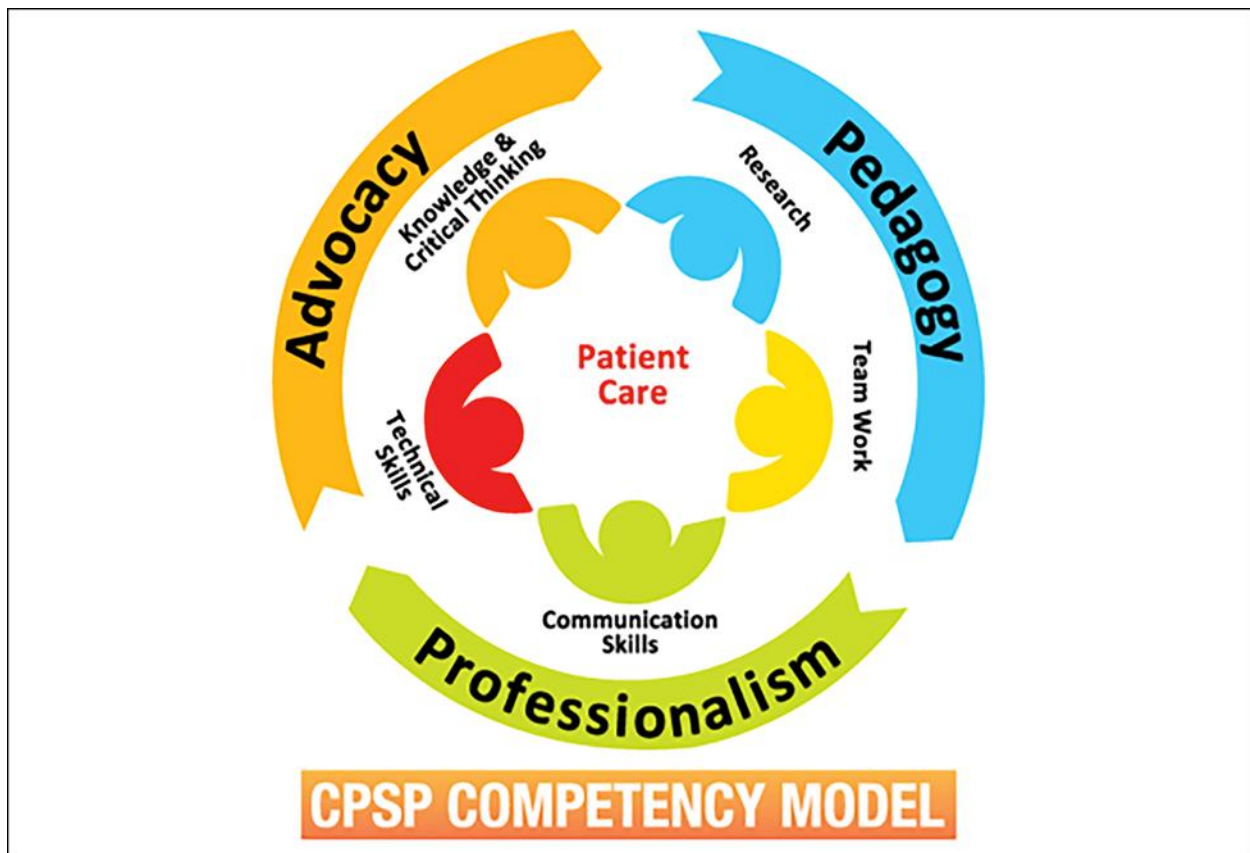 Advocacy
Pedagogy
Knowledge &
Critical Thinking
Research
Patient
Care
Technical
Skills
Team Work
Communication
Skills
Professionalism
CPSP COMPETENCY MODEL